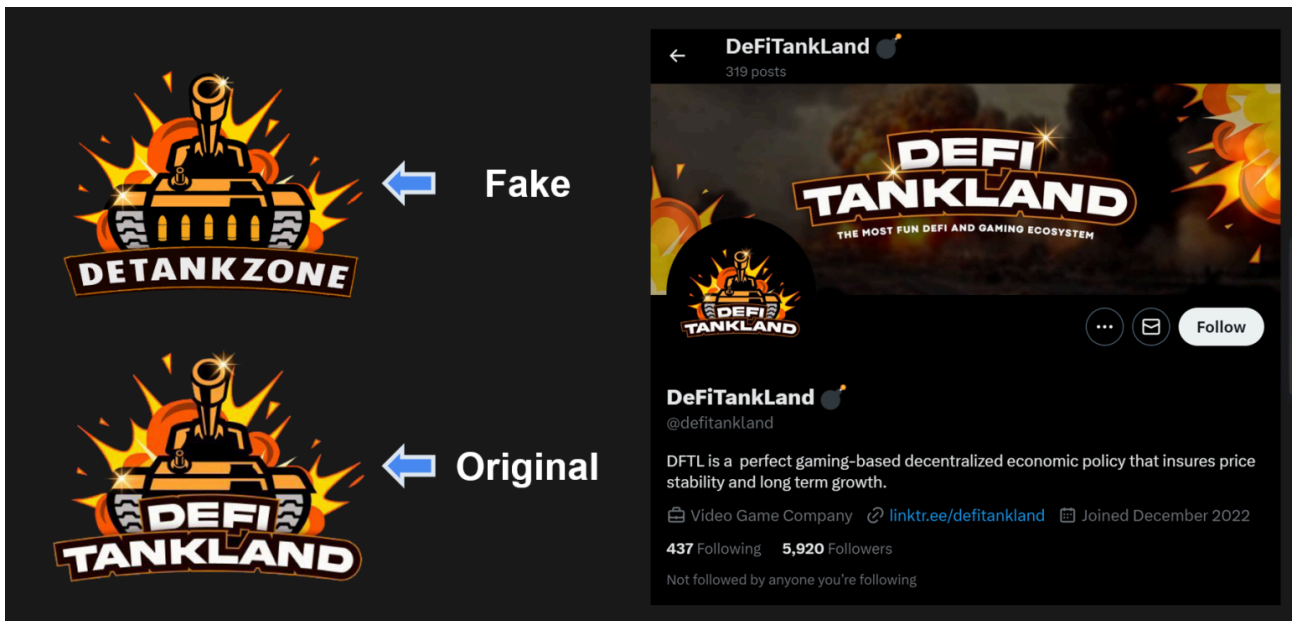 DETANKZONE
Fake
DEFI
TANKLAND
Original
DeFiTankLand
319 posts
DEFI
TANKLAND
THE MOST FUN DEFI AND GAMING ECOSYSTEM
DEFI
TANKLAND
Follow
DeFiTankLand
@defitankland
DFTL is a perfect gaming-based decentralized economic policy that insures price
stability and long term growth.
Video Game Company linktr.ee/defitankland Joined December 2022
437 Following 5,920 Followers
Not followed by anyone you're following